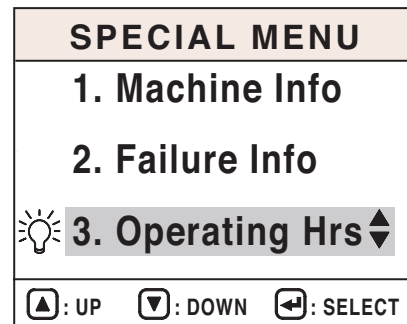 SPECIAL MENU
1. Machine Info
2. Failure Info
3. Operating Hrs
: UP : DOWN : SELECT